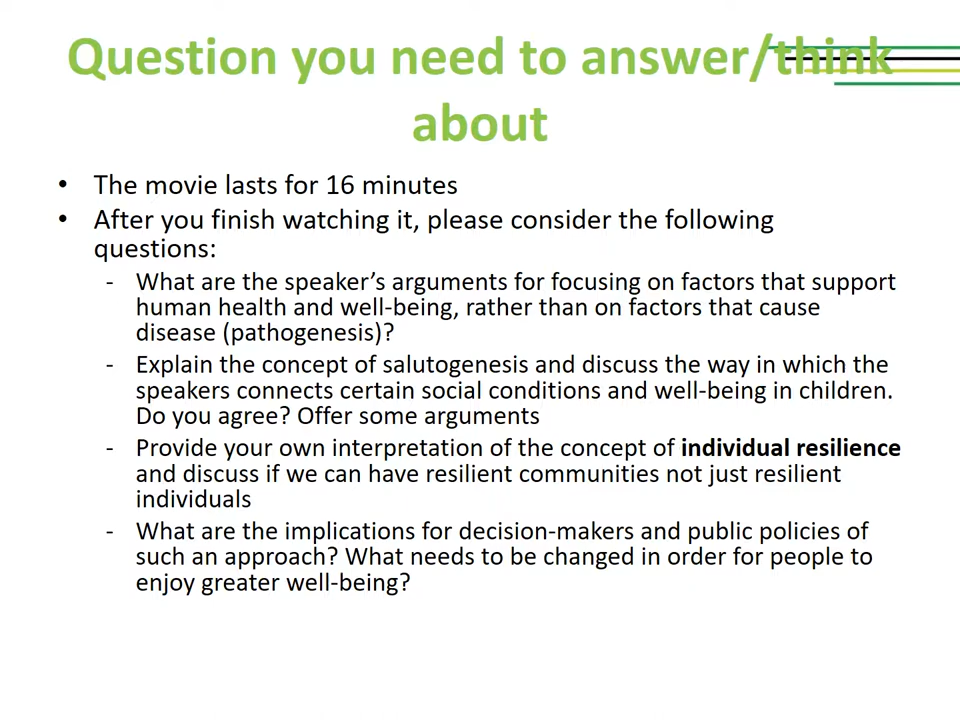 Question you need to answer/think
about
• The movie lasts for 16 minutes
• After you finish watching it, please consider the following
questions:
- What are the speaker’s arguments for focusing on factors that support
human health and well-being, rather than on factors that cause
disease (pathogenesis)?
- Explain the concept of salutogenesis and discuss the way in which the
speakers connects certain social conditions and well-being in children.
Do you agree? Offer some arguments
- Provide your own interpretation of the concept of individual resilience
and discuss if we can have resilient communities not just resilient
individuals
- What are the implications for decision-makers and public policies of
such an approach? What needs to be changed in order for people to
enjoy greater well-being?